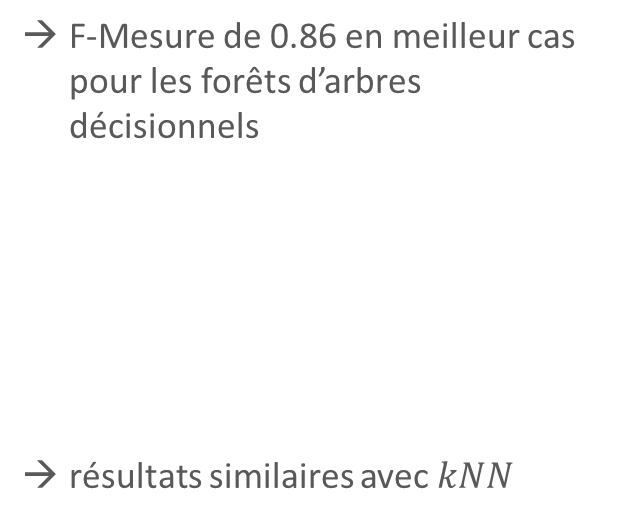 → F-Mesure de 0.86 en meilleur cas
pour les forêts d’arbres
décisionnels
→ résultats similaires avec kNN